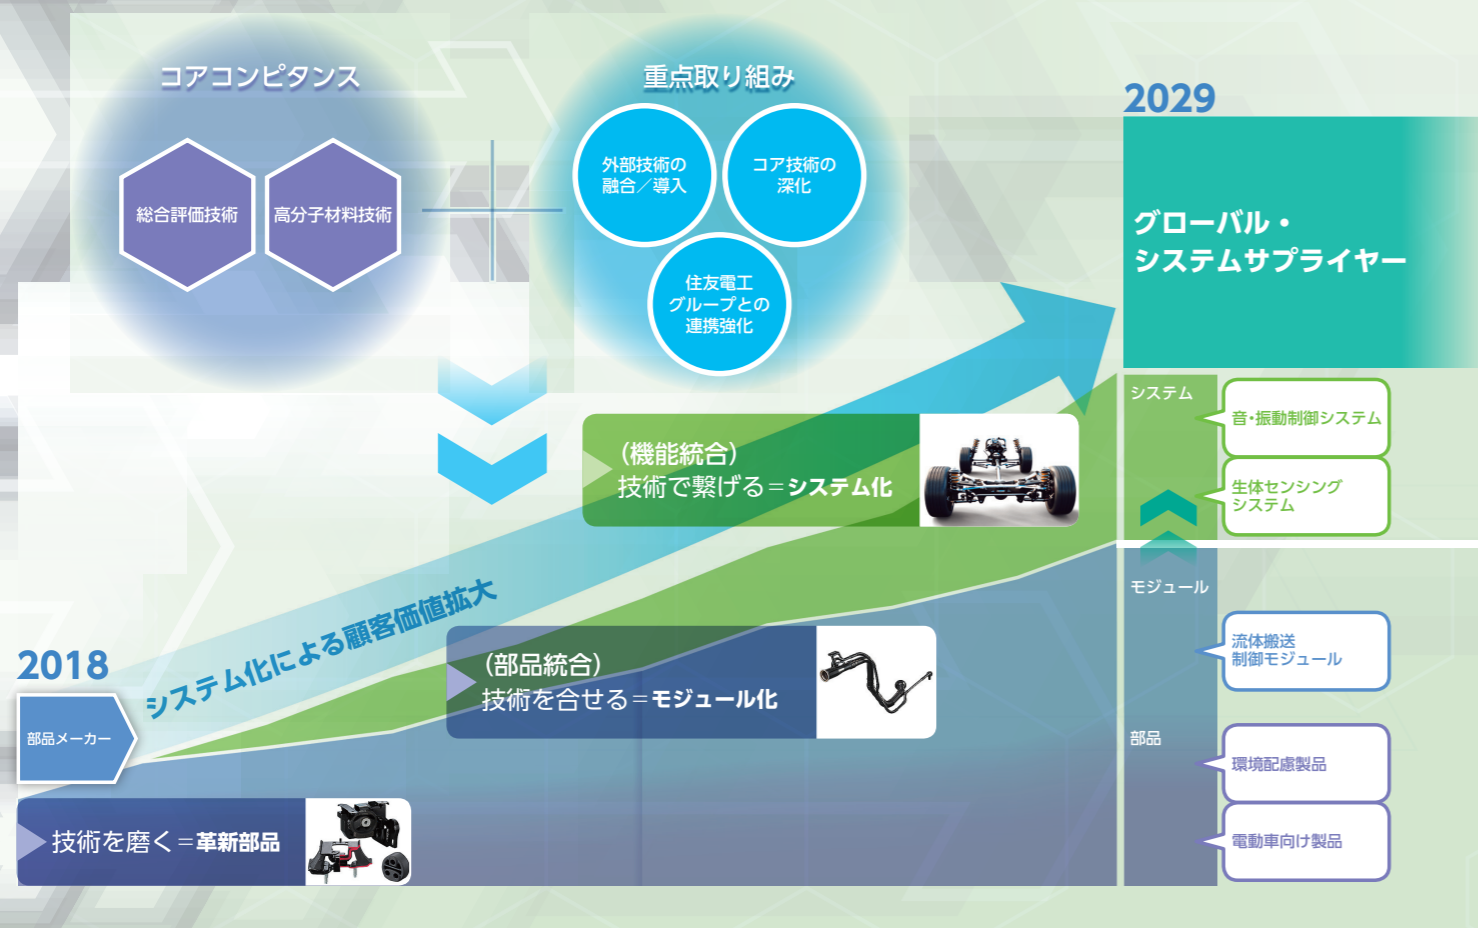 コアコンピタンス
総合評価技術
高分子材料技術
重点取り組み
外部技術の
融合／導入
コア技術の
深化
住友電工
グループとの
連携強化
2029
グローバル・
システムサプライヤー
システム
音・振動制御システム
生体センシング
システム
（機能統合）
技術で繋げる＝システム化
システム化による顧客価値拡大
モジュール
流体搬送
制御モジュール
（部品統合）
技術を合せる＝モジュール化
2018
部品メーカー
部品
環境配慮製品
電動車向け製品
技術を磨く＝革新部品